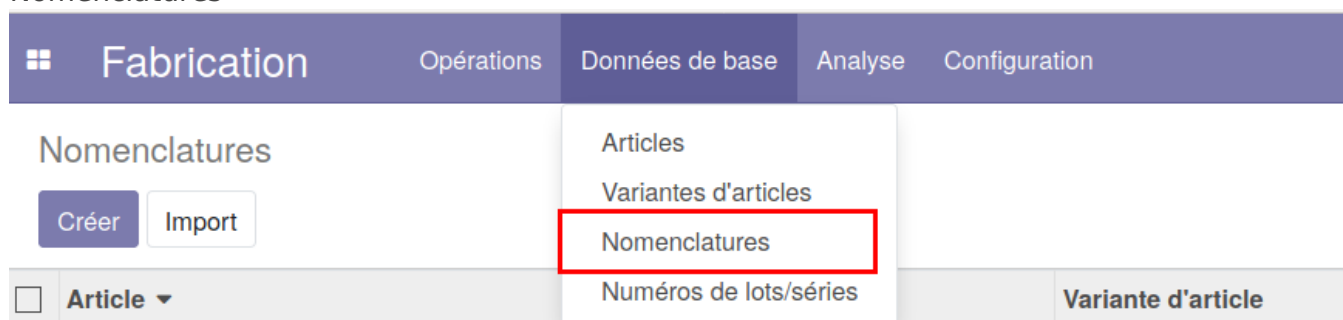 Nomenclatures
Fabrication Opérations Données de base Analyse Configuration
Nomenclatures
Créer Import
Articles
Variantes d'articles
Nomenclatures
Numéros de lots/séries
Article Variante d'article